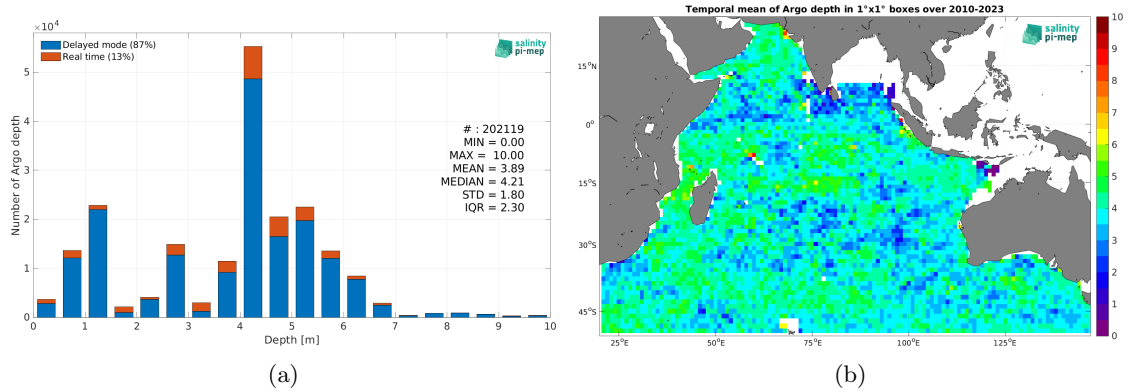 ×10⁴
Delayed mode (87%)
Real time (13%)
salinity
pi-mep
5
4
3
2
1
0
Number of Argo depth
# : 202119
MIN = 0.00
MAX = 10.00
MEAN = 3.89
MEDIAN = 4.21
STD = 1.80
IQR = 2.30
0 1 2 3 4 5 6 7 8 9 10
Depth [m]
(a)
Temporal mean of Argo depth in 1°x1° boxes over 2010-2023
salinity
pi-mep
15°N
0°
15°S
30°S
45°S
25°E 50°E 75°E 100°E 125°E
10
9
8
7
6
5
4
3
2
1
0
(b)